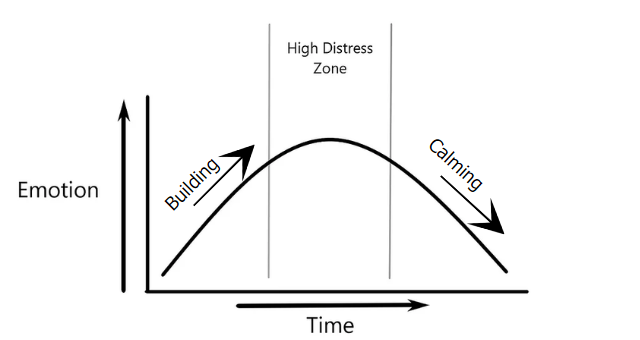 High Distress
Zone
Building
Calming
Emotion
Time